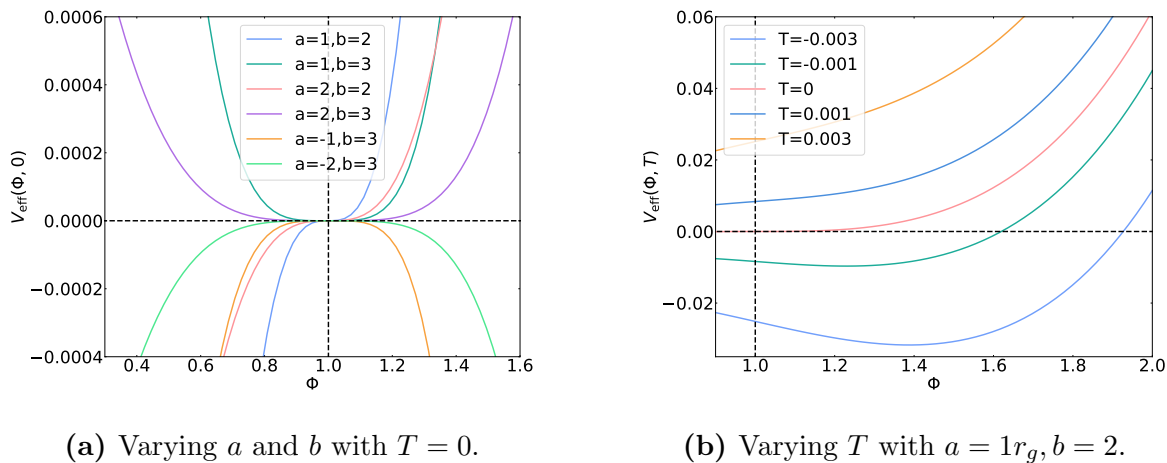 0.0006
0.0004
0.0002
0.0000
−0.0002
−0.0004
V_eff(Φ, 0)
a=1,b=2
a=1,b=3
a=2,b=2
a=2,b=3
a=-1,b=3
a=-2,b=3
0.4 0.6 0.8 1.0 1.2 1.4 1.6
Φ
(a) Varying a and b with T = 0.
0.06
0.04
0.02
0.00
−0.02
V_eff(Φ, T)
T=-0.003
T=-0.001
T=0
T=0.001
T=0.003
1.0 1.2 1.4 1.6 1.8 2.0
Φ
(b) Varying T with a = 1r_g, b = 2.